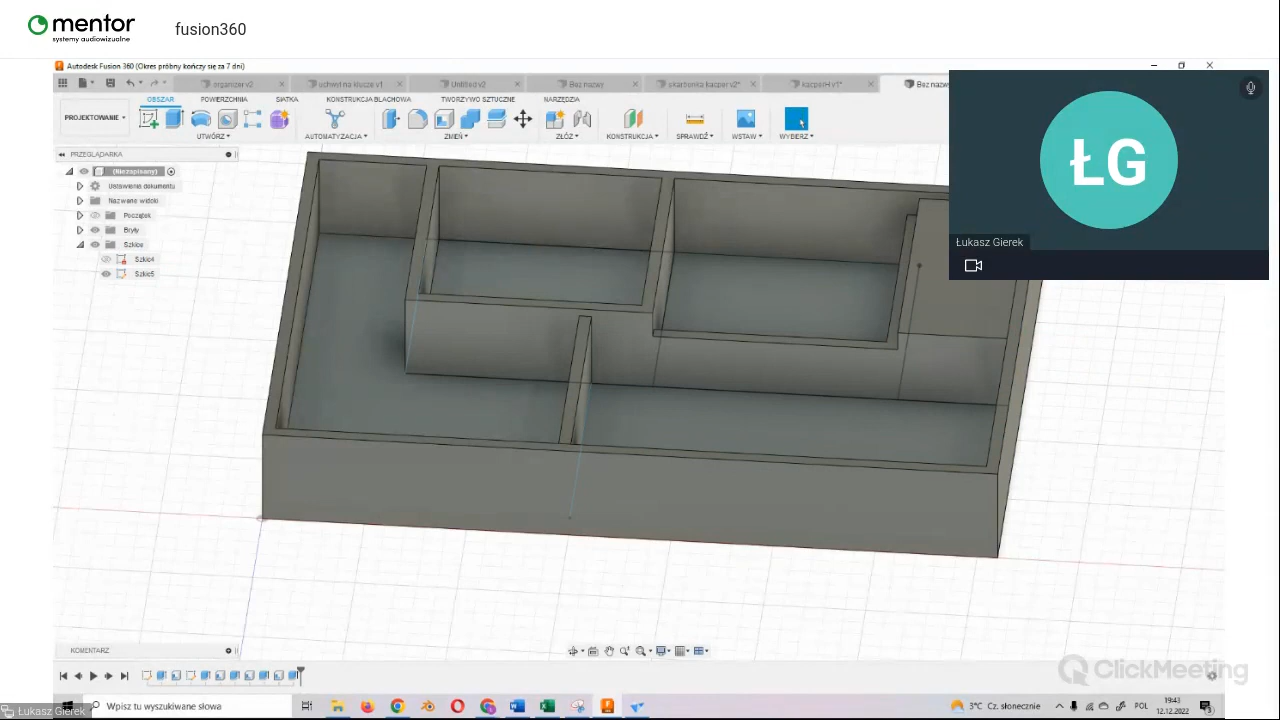 mentor
systemy audiowizualne
fusion360
Autodesk Fusion 360 (Okres próbny kończy się za 7 dni)
organizer v2
uchwyt na klucze v1
Untitled v2
Bez nazwy
skarbonka kacper v2*
kacperH v1*
Bez nazw
OBSZAR
POWIERZCHNIA
SIATKA
KONSTRUKCJA BLACHOWA
TWORZYWO SZTUCZNE
NARZĘDZIA
PROJEKTOWANIE
UTWÓRZ
AUTOMATYZACJA
ZMIEŃ
ZŁÓŻ
KONSTRUKCJA
SPRAWDŹ
WSTAW
WYBIERZ
PRZEGLĄDARKA
(Niezapisany)
Ustawienia dokumentu
Nazwane widoki
Początek
Bryły
Szkice
Szkic4
Szkic5
ŁG
Łukasz Gierek
KOMENTARZ
ClickMeeting
Łukasz Gierek
Wpisz tu wyszukiwane słowa
3°C Cz. słonecznie
POL
19:43
12.12.2022